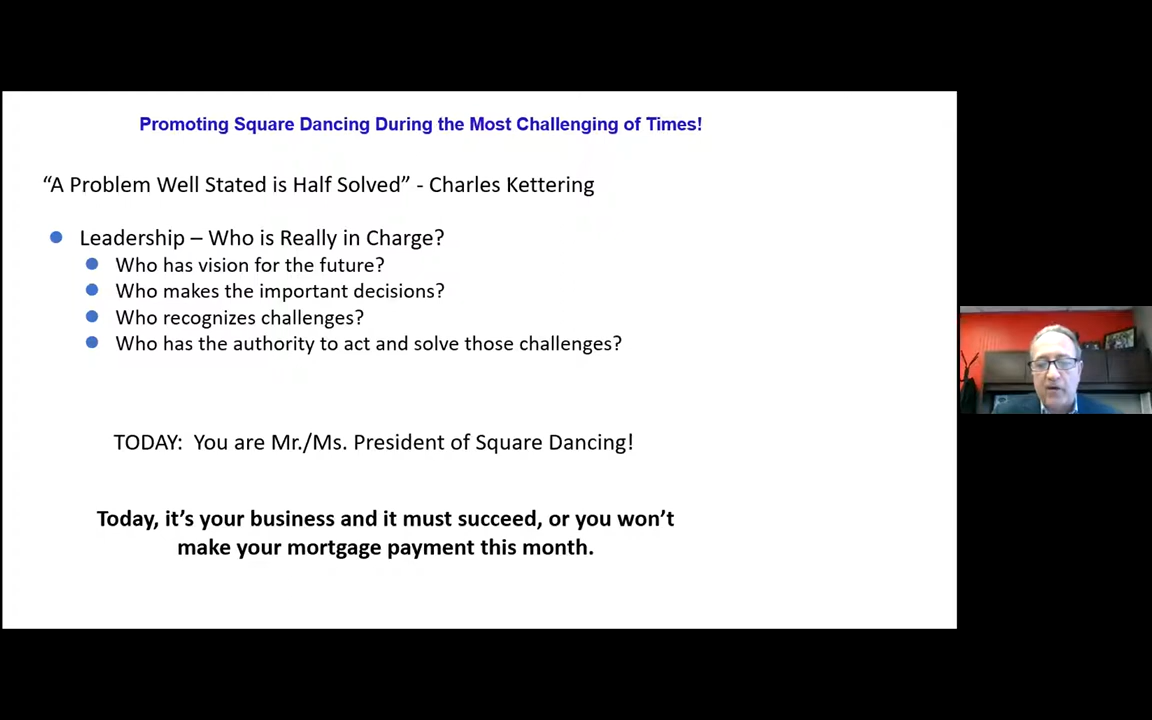 Promoting Square Dancing During the Most Challenging of Times!
“A Problem Well Stated is Half Solved” - Charles Kettering
Leadership – Who is Really in Charge?
Who has vision for the future?
Who makes the important decisions?
Who recognizes challenges?
Who has the authority to act and solve those challenges?
TODAY: You are Mr./Ms. President of Square Dancing!
Today, it’s your business and it must succeed, or you won’t
make your mortgage payment this month.